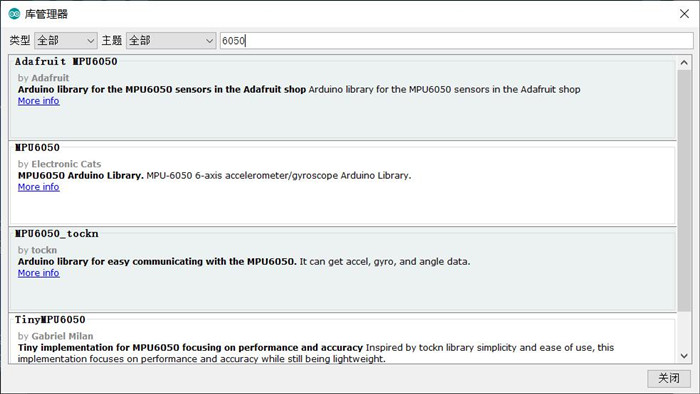 库管理器
类型 全部 主题 全部 6050
Adafruit MPU6050
by Adafruit
Arduino library for the MPU6050 sensors in the Adafruit shop Arduino library for the MPU6050 sensors in the Adafruit shop
More info
MPU6050
by Electronic Cats
MPU6050 Arduino Library. MPU-6050 6-axis accelerometer/gyroscope Arduino Library.
More info
MPU6050_tockn
by tockn
Arduino library for easy communicating with the MPU6050. It can get accel, gyro, and angle data.
More info
TinyMPU6050
by Gabriel Milan
Tiny implementation for MPU6050 focusing on performance and accuracy Inspired by tockn library simplicity and ease of use, this
implementation focuses on performance and accuracy while still being lightweight.
关闭